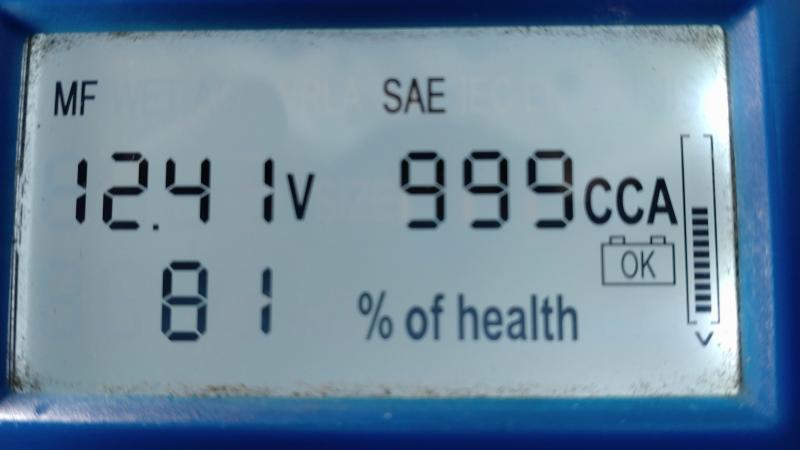 MF SAE
12.41V 999CCA
OK
81 % of health